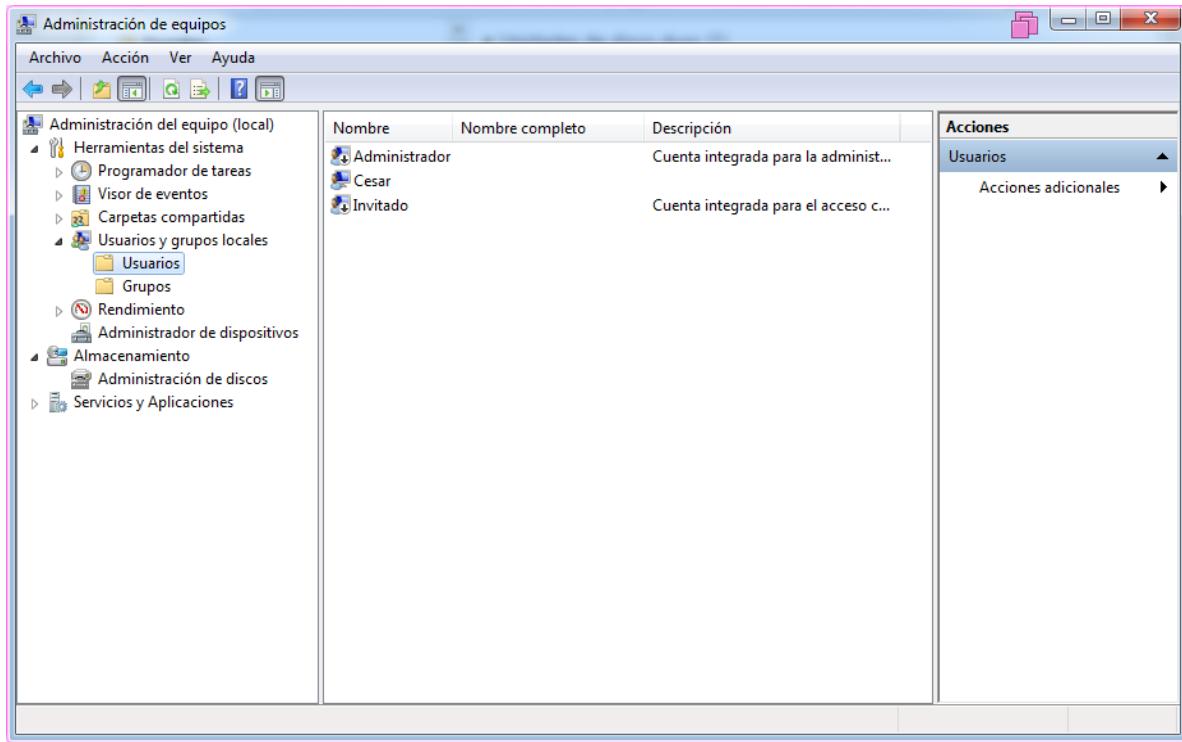 Administración de equipos
Archivo Acción Ver Ayuda
Administración del equipo (local)
Herramientas del sistema
Programador de tareas
Visor de eventos
Carpetas compartidas
Usuarios y grupos locales
Usuarios
Grupos
Rendimiento
Administrador de dispositivos
Almacenamiento
Administración de discos
Servicios y Aplicaciones
Nombre Nombre completo Descripción
Administrador Cuenta integrada para la administ...
Cesar
Invitado Cuenta integrada para el acceso c...
Acciones
Usuarios
Acciones adicionales